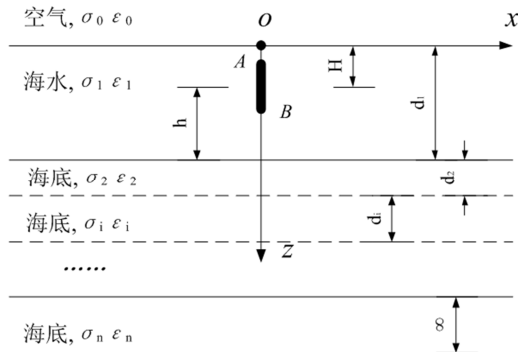 空气, σ₀ ε₀
o
x
A
B
H
h
d₁
海水, σ₁ ε₁
海底, σ₂ ε₂
d₂
海底, σᵢ εᵢ
dᵢ
z
……
海底, σₙ εₙ
∞